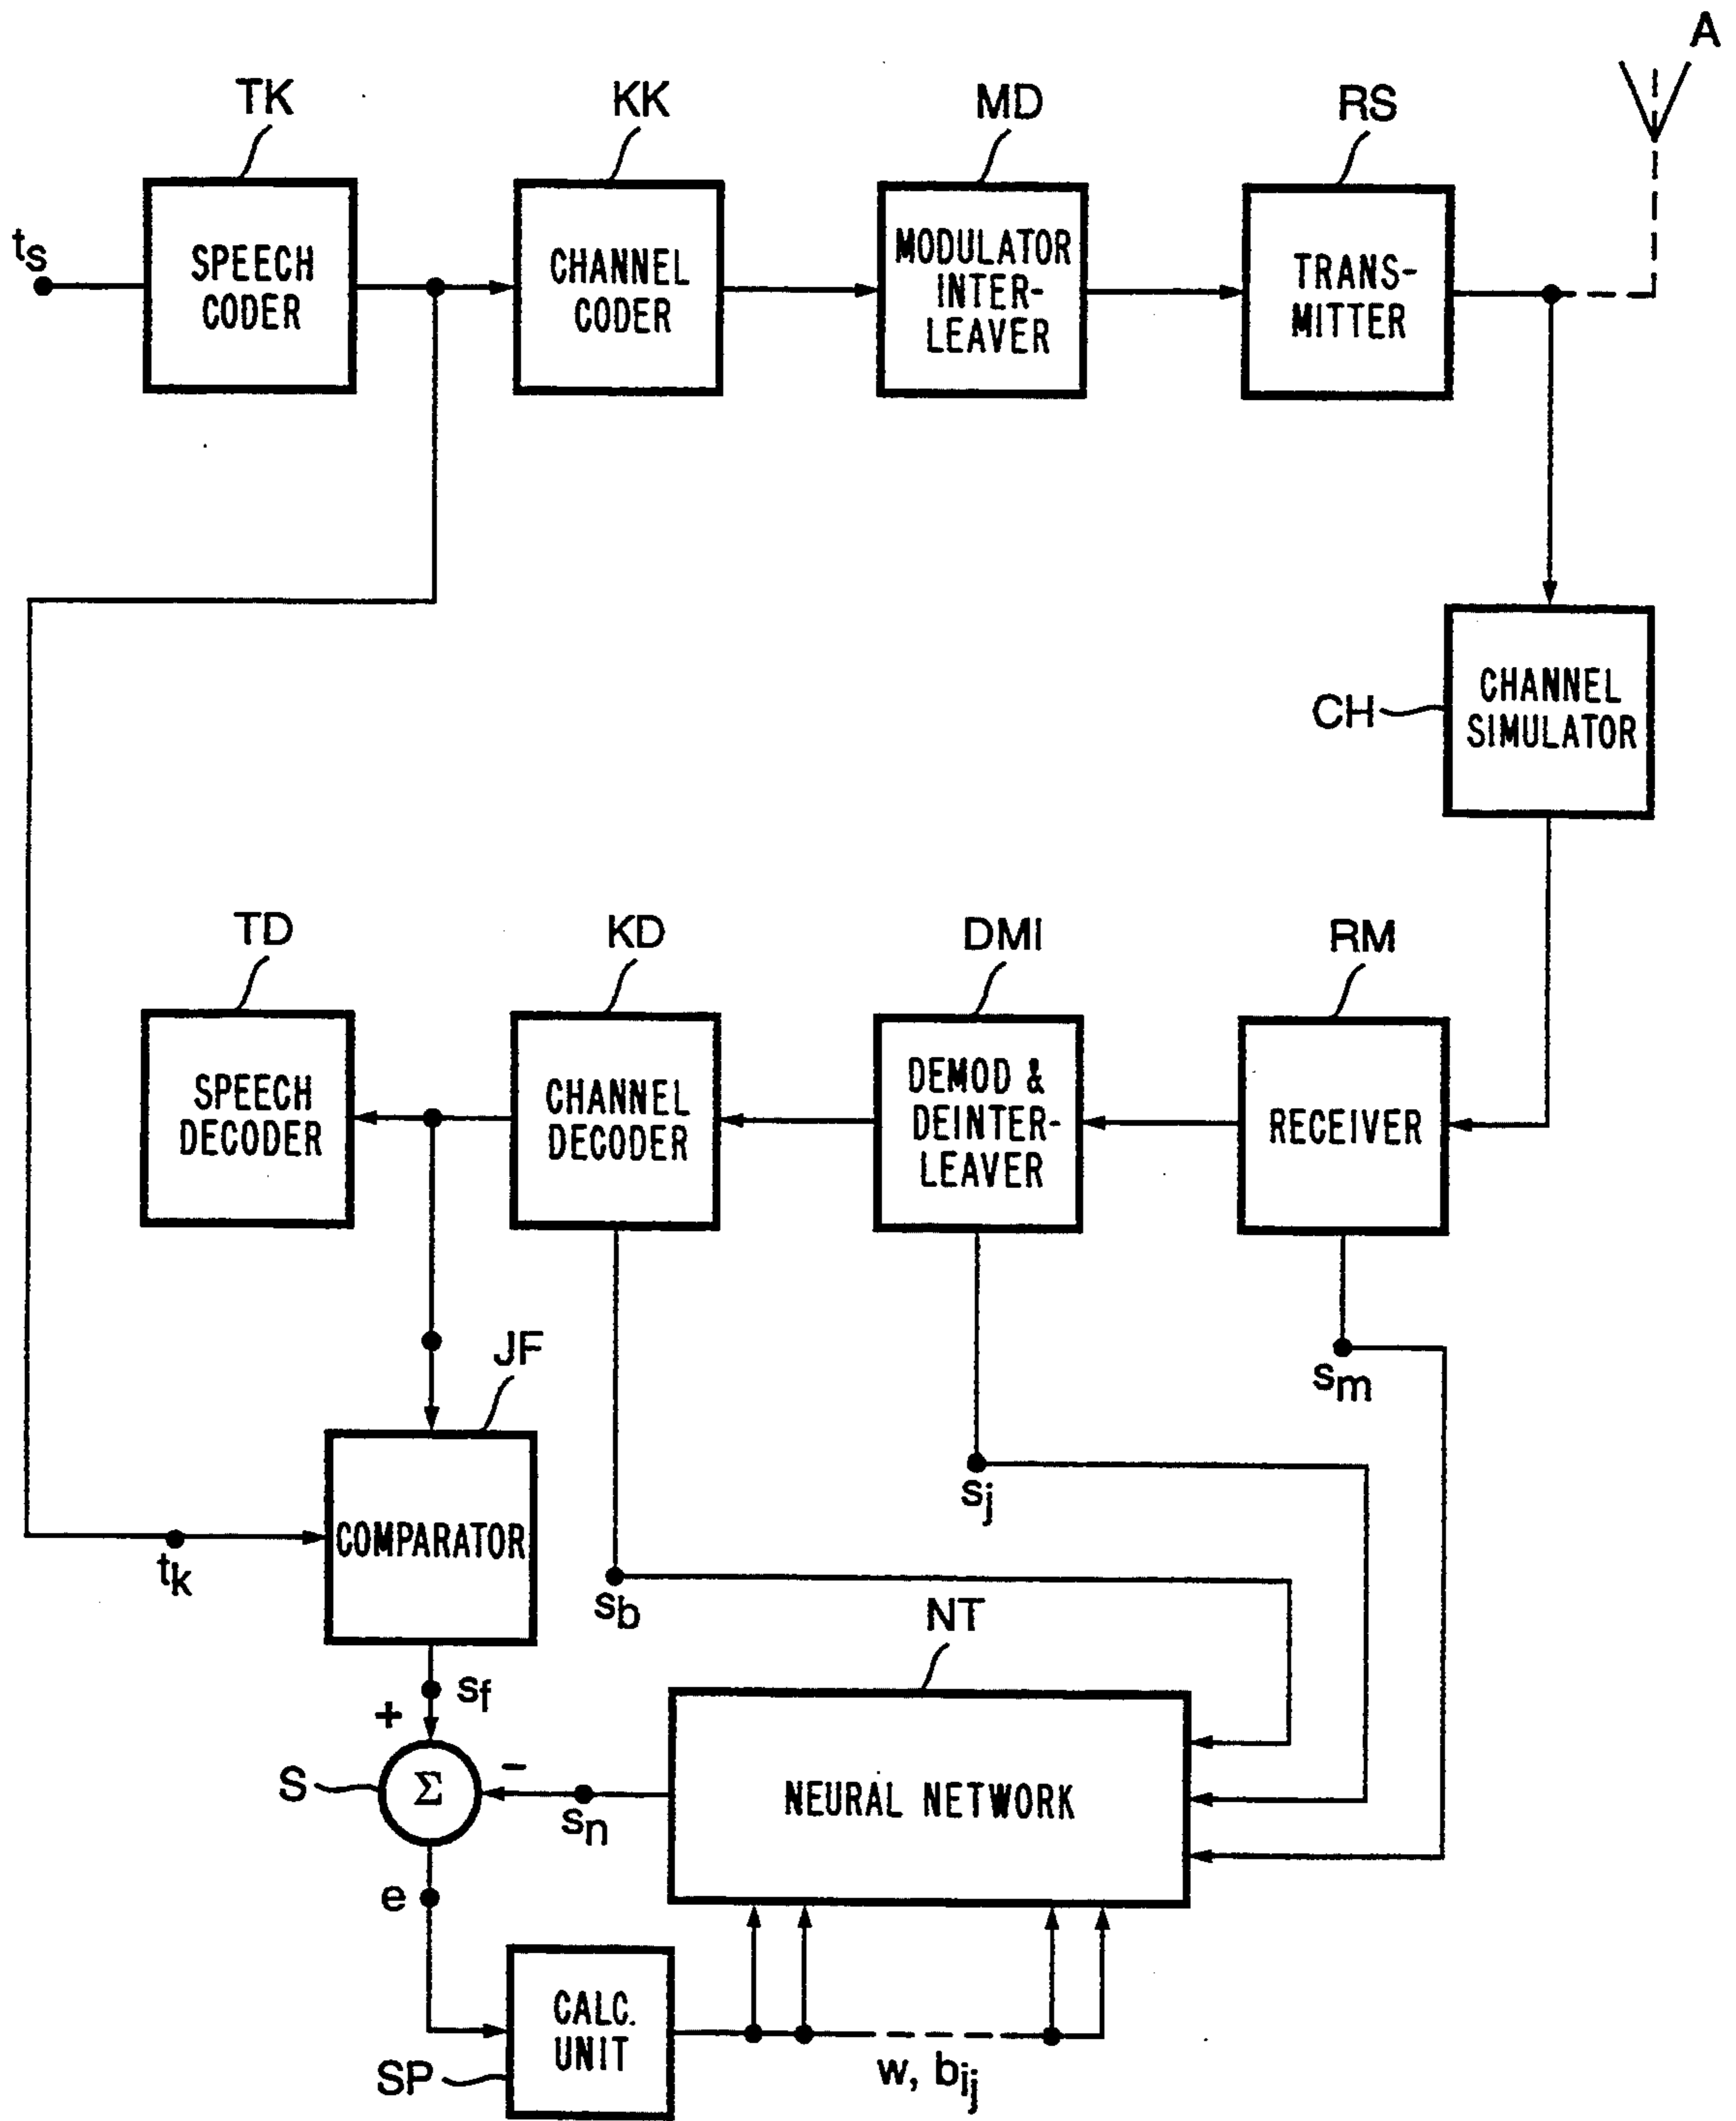 A
TK
KK
MD
RS
ts
SPEECH
CODER
CHANNEL
CODER
MODULATOR
INTER-
LEAVER
TRANS-
MITTER
CH
CHANNEL
SIMULATOR
TD
KD
DMI
RM
SPEECH
DECODER
CHANNEL
DECODER
DEMOD &
DEINTER-
LEAVER
RECEIVER
JF
sm
sj
COMPARATOR
tk
sb
NT
sf
+
-
S
Σ
sn
NEURAL NETWORK
e
CALC.
UNIT
SP
w, bij